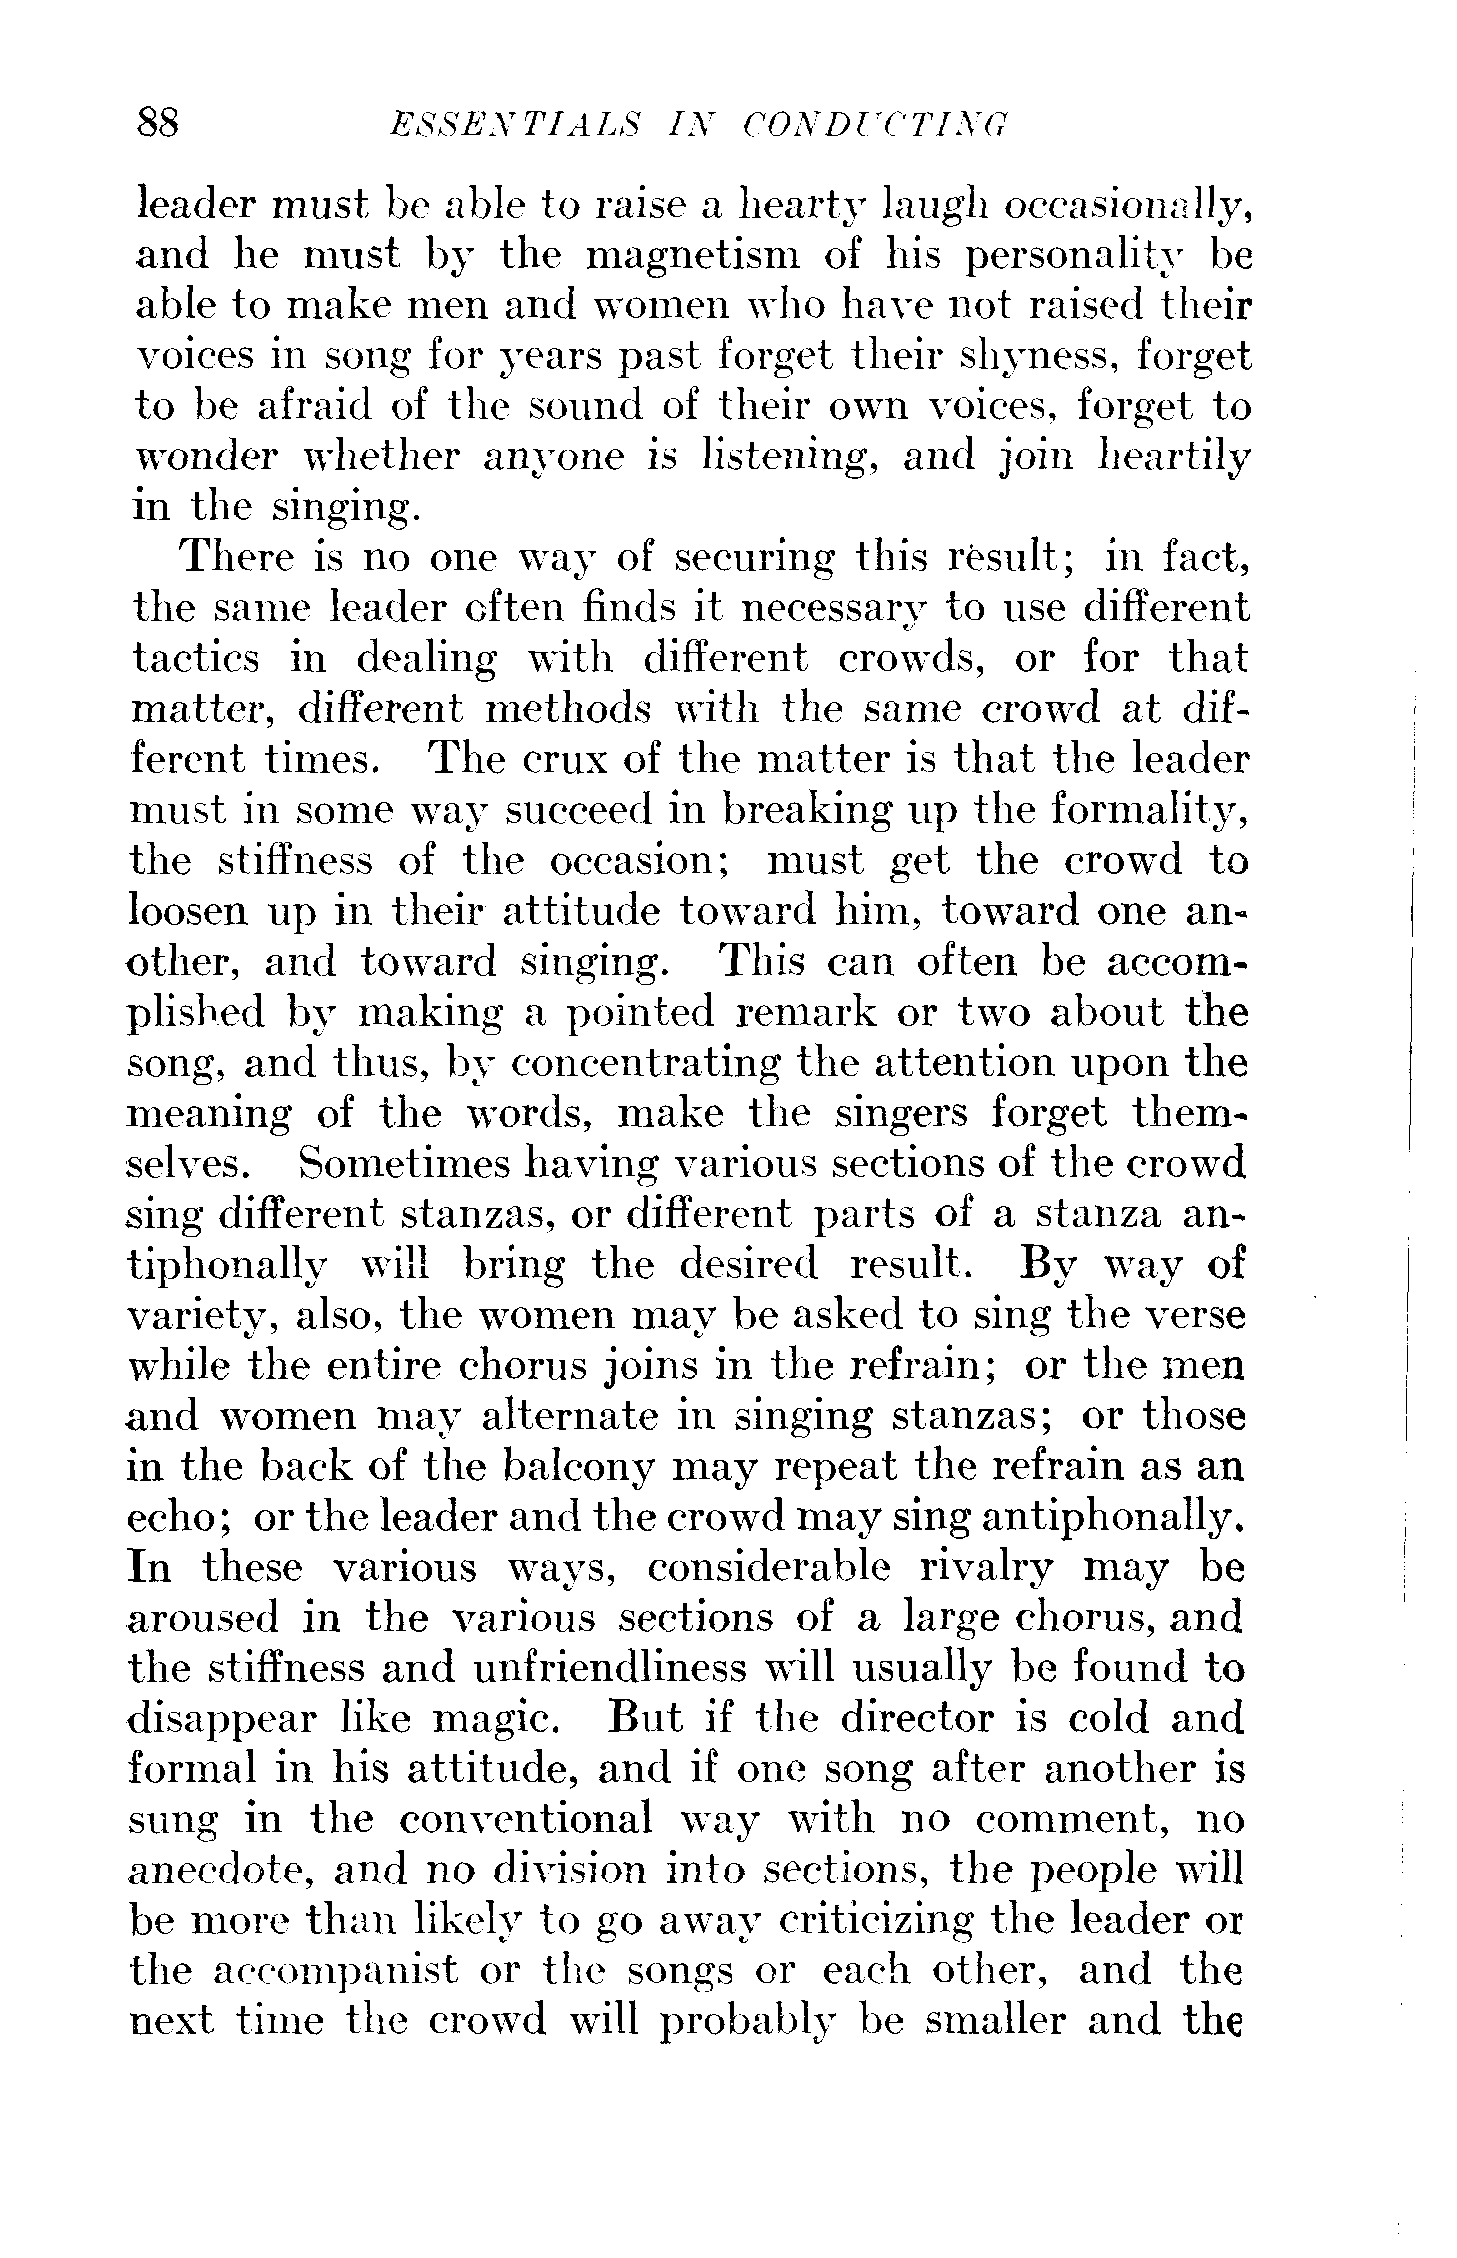 88 ESSENTIALS IN CONDUCTING
leader must be able to raise a hearty laugh occasionally,
and he must by the magnetism of his personality be
able to make men and women who have not raised their
voices in song for years past forget their shyness, forget
to be afraid of the sound of their own voices, forget to
wonder whether anyone is listening, and join heartily
in the singing.
There is no one way of securing this result; in fact,
the same leader often finds it necessary to use different
tactics in dealing with different crowds, or for that
matter, different methods with the same crowd at dif-
ferent times. The crux of the matter is that the leader
must in some way succeed in breaking up the formality,
the stiffness of the occasion; must get the crowd to
loosen up in their attitude toward him, toward one an-
other, and toward singing. This can often be accom-
plished by making a pointed remark or two about the
song, and thus, by concentrating the attention upon the
meaning of the words, make the singers forget them-
selves. Sometimes having various sections of the crowd
sing different stanzas, or different parts of a stanza an-
tiphonally will bring the desired result. By way of
variety, also, the women may be asked to sing the verse
while the entire chorus joins in the refrain; or the men
and women may alternate in singing stanzas; or those
in the back of the balcony may repeat the refrain as an
echo; or the leader and the crowd may sing antiphonally.
In these various ways, considerable rivalry may be
aroused in the various sections of a large chorus, and
the stiffness and unfriendliness will usually be found to
disappear like magic. But if the director is cold and
formal in his attitude, and if one song after another is
sung in the conventional way with no comment, no
anecdote, and no division into sections, the people will
be more than likely to go away criticizing the leader or
the accompanist or the songs or each other, and the
next time the crowd will probably be smaller and the